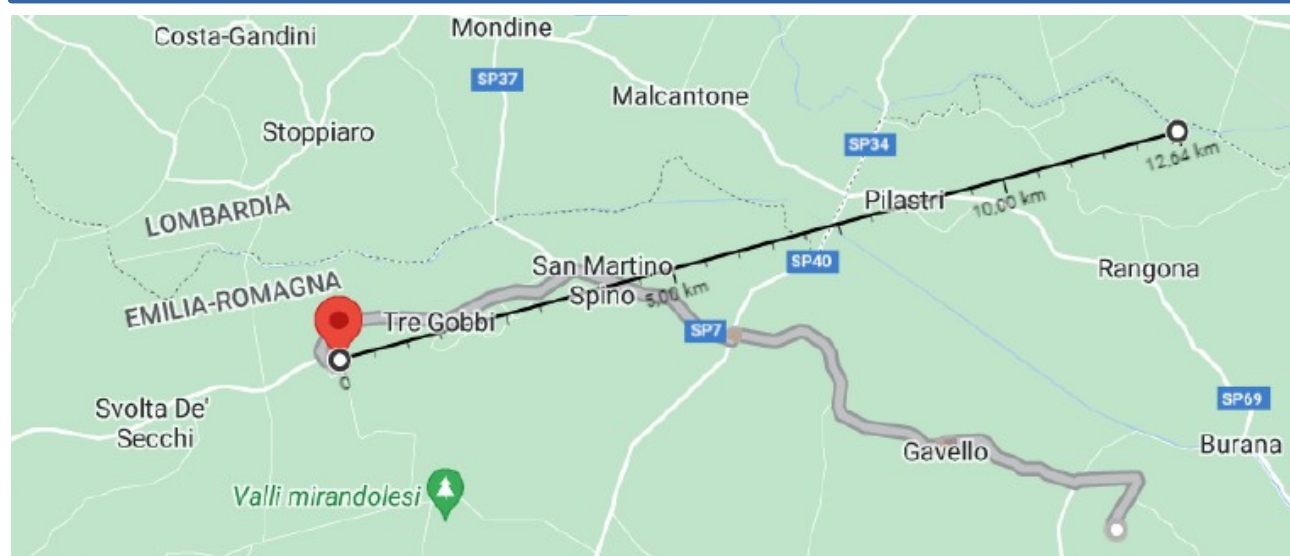 Costa-Gandini
Mondine
SP37
Malcantone
Stoppiaro
SP34
12,64 km
LOMBARDIA
Pilastri
10,00 km
San Martino
Spino
SP40
Rangona
5,00 km
EMILIA-ROMAGNA
Tre Gobbi
SP7
0
Svolta De'
Secchi
SP69
Gavello
Burana
Valli mirandolesi